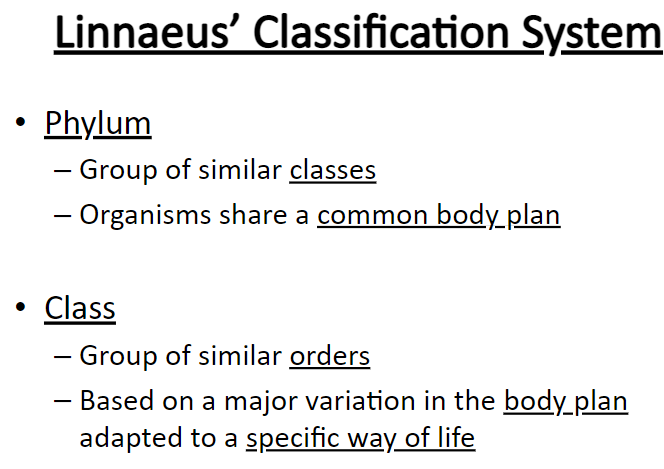 Linnaeus’ Classification System
• Phylum
– Group of similar classes
– Organisms share a common body plan
• Class
– Group of similar orders
– Based on a major variation in the body plan
adapted to a specific way of life